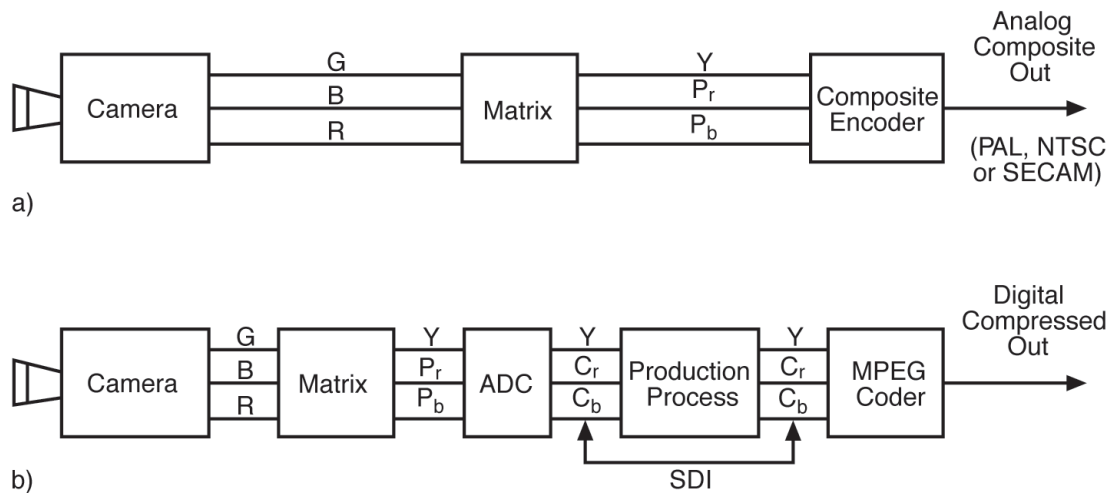 Analog
Composite
Out
G
Y
Camera
B
Matrix
Pr
Composite
Encoder
R
Pb
(PAL, NTSC
or SECAM)
a)
Digital
Compressed
Out
G
Y
Y
Y
Camera
B
Matrix
Pr
ADC
Cr
Production
Process
Cr
MPEG
Coder
R
Pb
Cb
Cb
SDI
b)